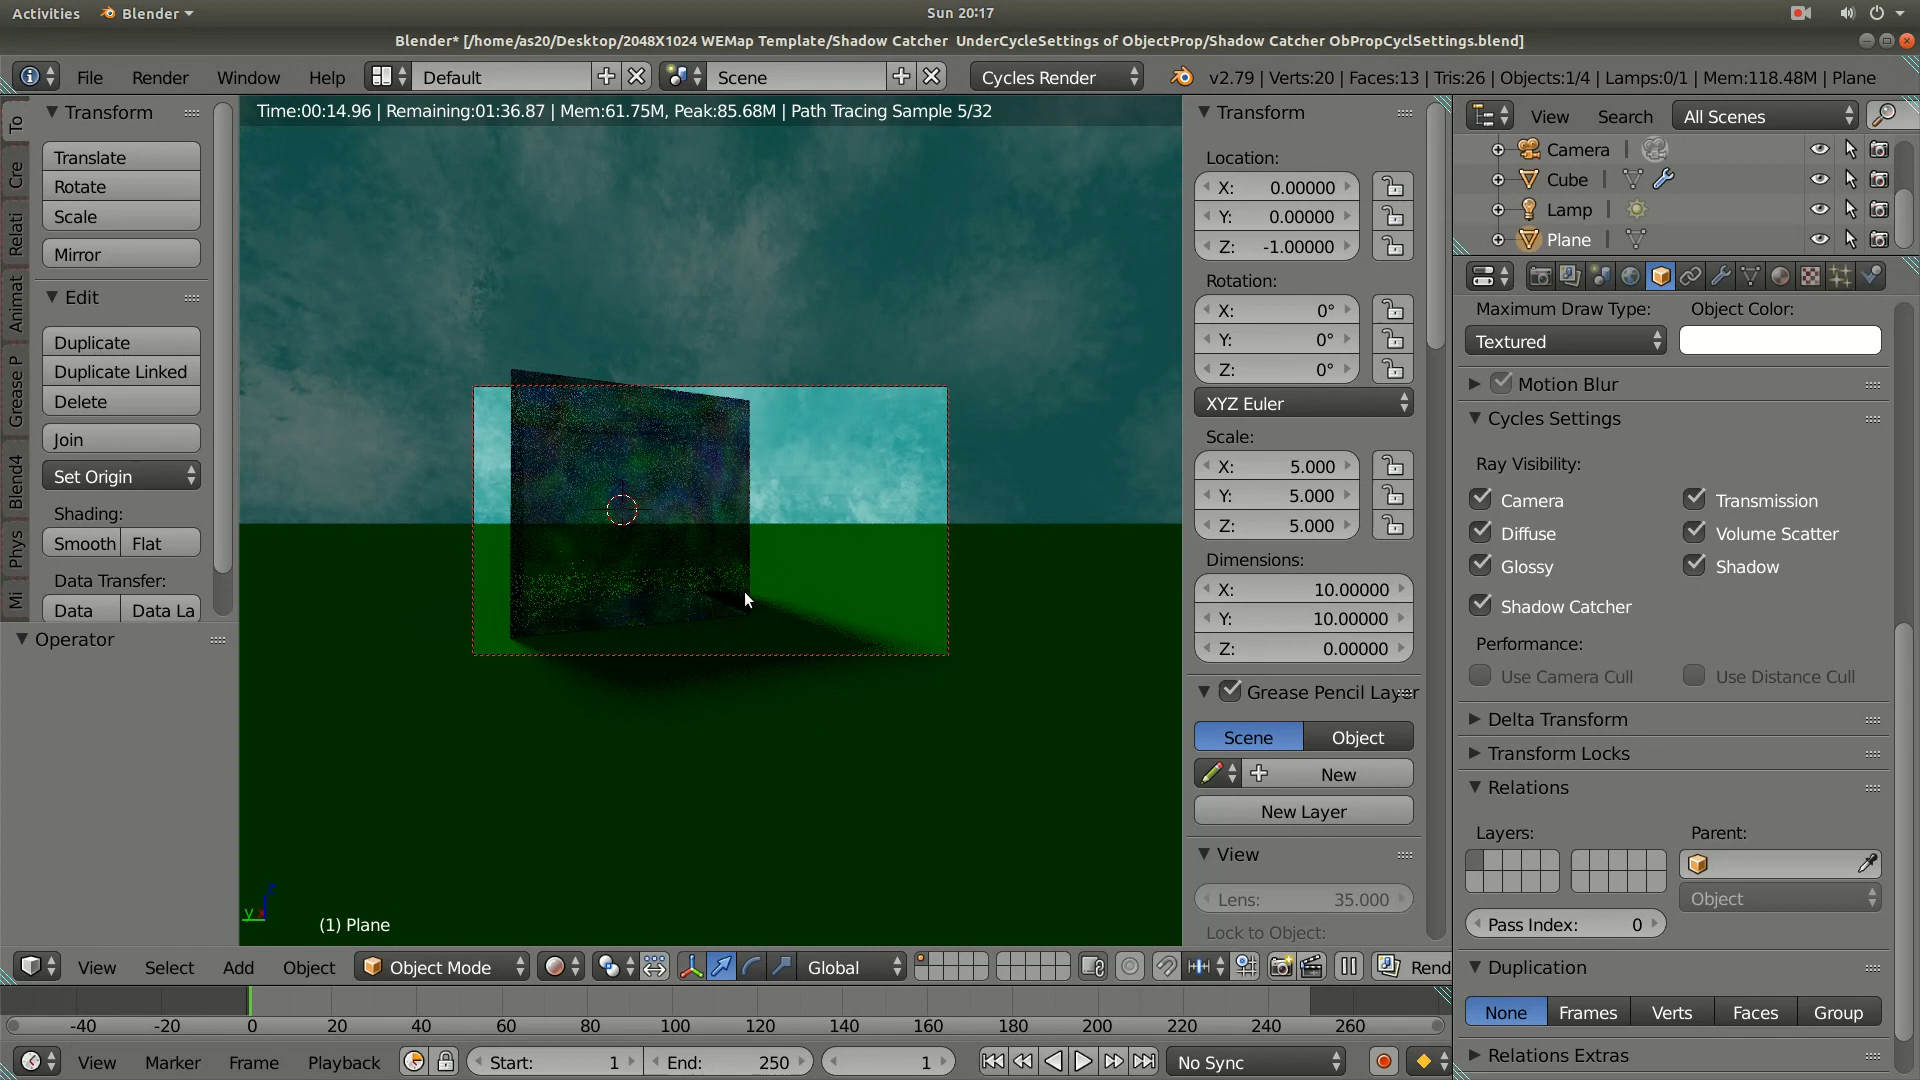 Activities Blender Sun 20:17
Blender* [/home/as20/Desktop/2048X1024 WEMap Template/Shadow Catcher UnderCycleSettings of ObjectProp/Shadow Catcher ObPropCyclSettings.blend]
File Render Window Help Default Scene Cycles Render v2.79 | Verts:20 | Faces:13 | Tris:26 | Objects:1/4 | Lamps:0/1 | Mem:118.48M | Plane
To
Cre
Relati
Animat
Grease P
Blend4
Phys
Mi
Transform
Translate
Rotate
Scale
Mirror
Edit
Duplicate
Duplicate Linked
Delete
Join
Set Origin
Shading:
Smooth Flat
Data Transfer:
Data Data La
Operator
Time:00:14.96 | Remaining:01:36.87 | Mem:61.75M, Peak:85.68M | Path Tracing Sample 5/32
z
y x
(1) Plane
Transform
Location:
X: 0.00000
Y: 0.00000
Z: -1.00000
Rotation:
X: 0°
Y: 0°
Z: 0°
XYZ Euler
Scale:
X: 5.000
Y: 5.000
Z: 5.000
Dimensions:
X: 10.00000
Y: 10.00000
Z: 0.00000
Grease Pencil Layer
Scene Object
New
New Layer
View
Lens: 35.000
Lock to Object:
View Search All Scenes
Camera
Cube
Lamp
Plane
Maximum Draw Type: Object Color:
Textured
Motion Blur
Cycles Settings
Ray Visibility:
Camera Transmission
Diffuse Volume Scatter
Glossy Shadow
Shadow Catcher
Performance:
Use Camera Cull Use Distance Cull
Delta Transform
Transform Locks
Relations
Layers: Parent:
Object
Pass Index: 0
Duplication
None Frames Verts Faces Group
Relations Extras
View Select Add Object Object Mode Global Rend
-40 -20 0 20 40 60 80 100 120 140 160 180 200 220 240 260
View Marker Frame Playback Start: 1 End: 250 1 No Sync